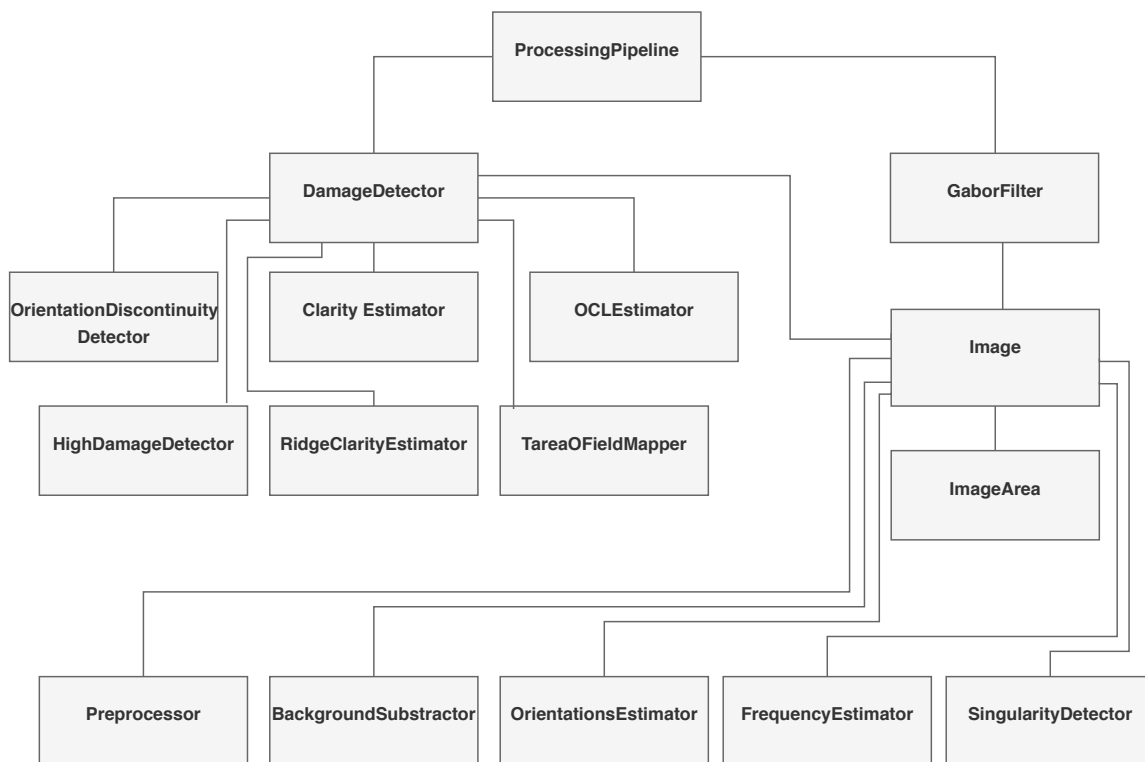 ProcessingPipeline
DamageDetector
GaborFilter
OrientationDiscontinuity
Detector
Clarity Estimator
OCLEstimator
Image
HighDamageDetector
RidgeClarityEstimator
TareaOFieldMapper
ImageArea
Preprocessor
BackgroundSubstractor
OrientationsEstimator
FrequencyEstimator
SingularityDetector